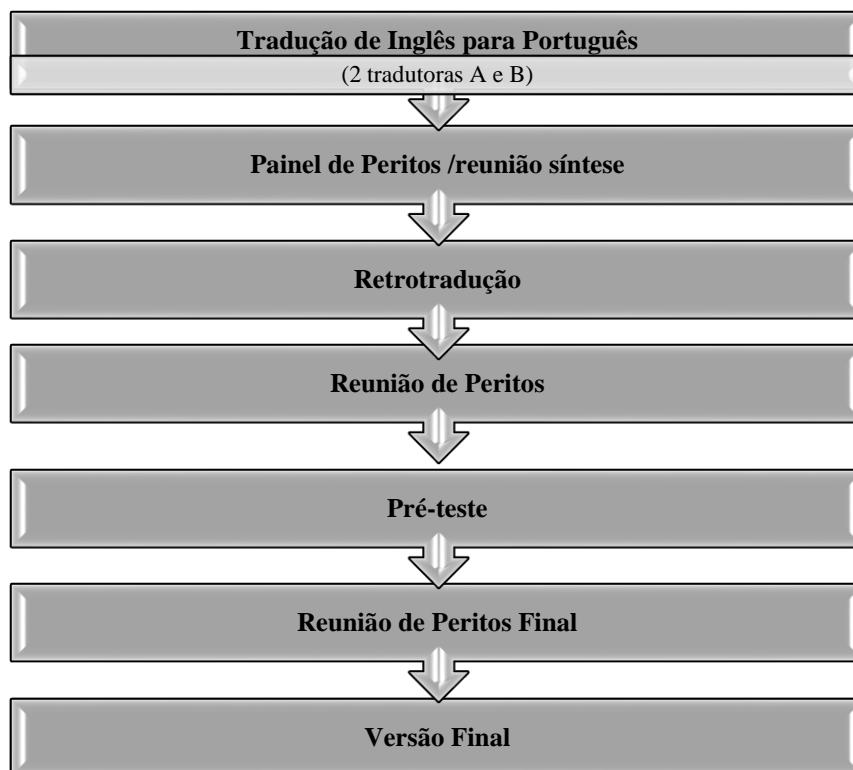 Tradução de Inglês para Português
(2 tradutoras A e B)
Painel de Peritos /reunião síntese
Retrotradução
Reunião de Peritos
Pré-teste
Reunião de Peritos Final
Versão Final